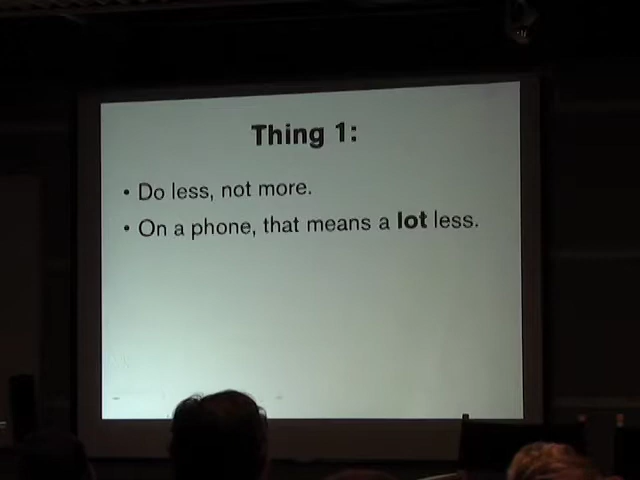 Thing 1:
• Do less, not more.
• On a phone, that means a lot less.